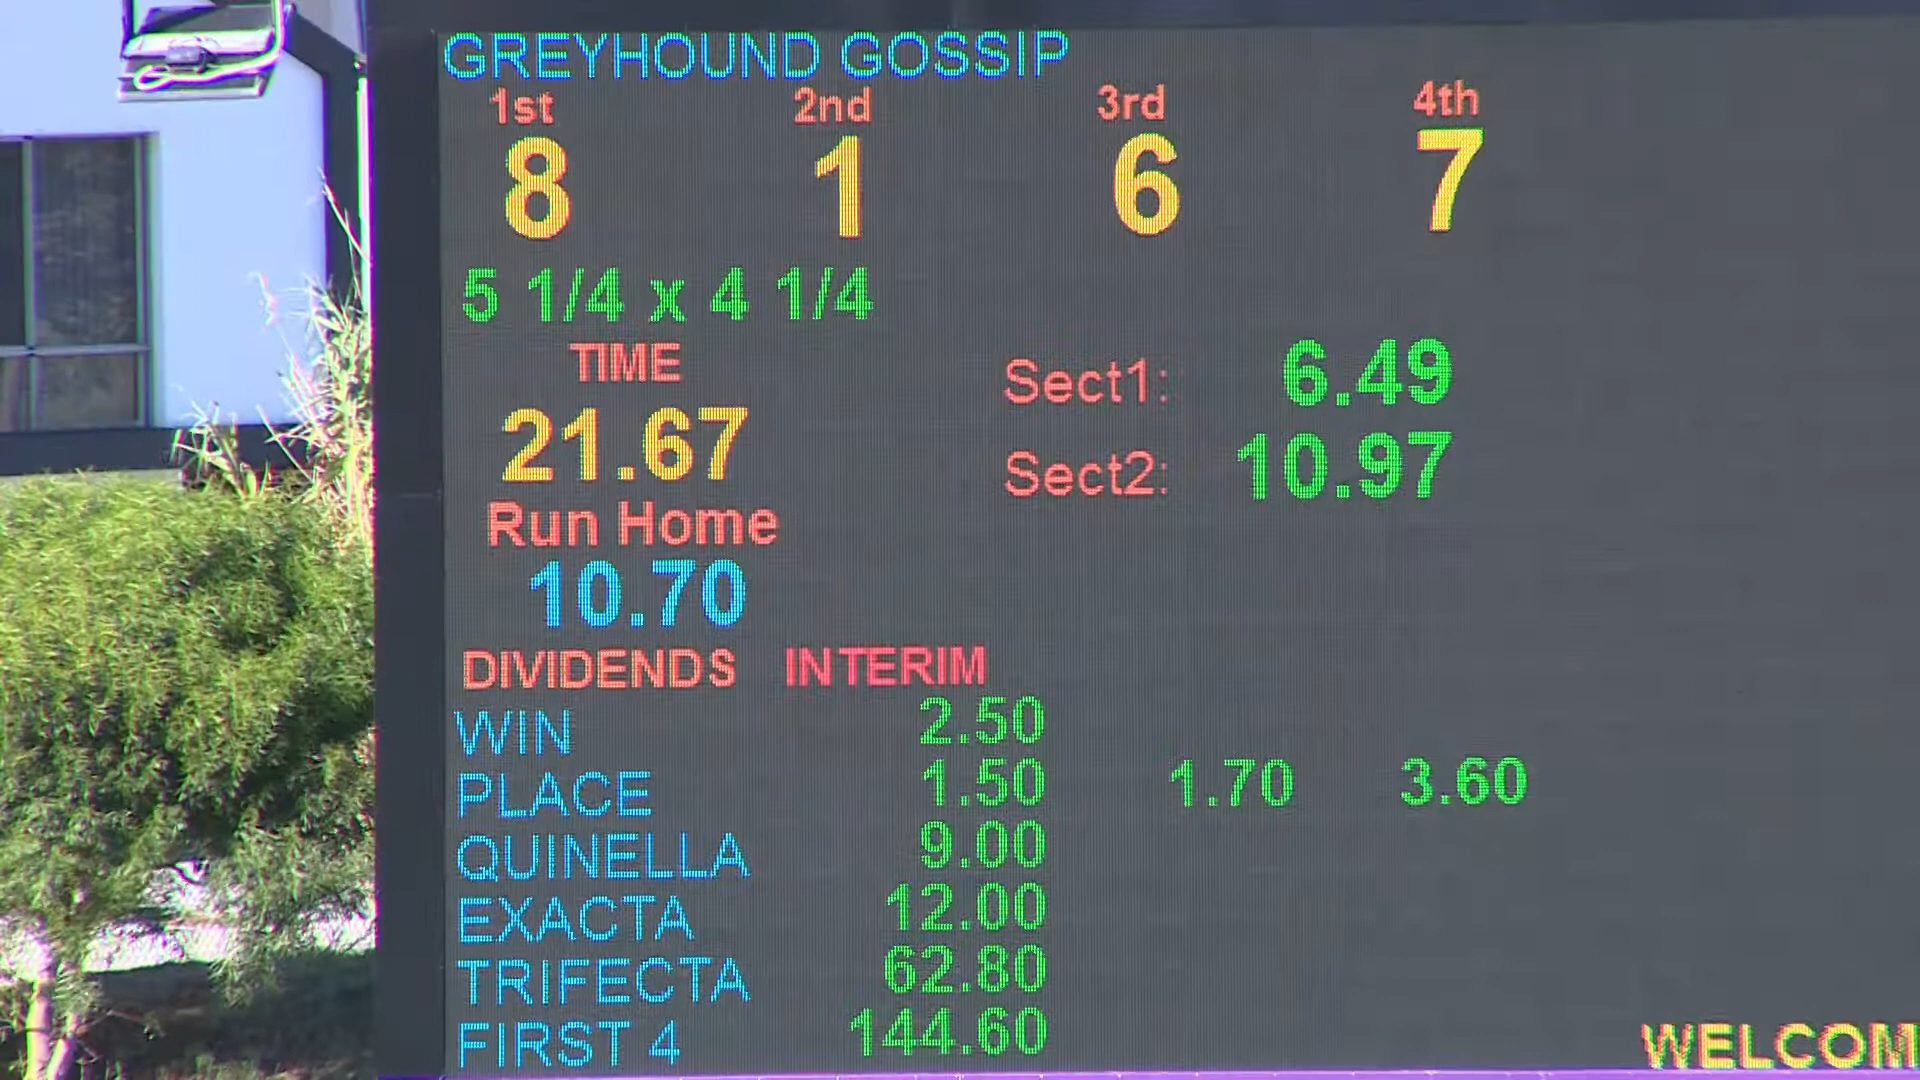 GREYHOUND GOSSIP
1st 2nd 3rd 4th
8 1 6 7
5 1/4 x 4 1/4
TIME
21.67
Sect1: 6.49
Sect2: 10.97
Run Home
10.70
DIVIDENDS INTERIM
WIN 2.50
PLACE 1.50 1.70 3.60
QUINELLA 9.00
EXACTA 12.00
TRIFECTA 62.80
FIRST 4 144.60
WELCOM